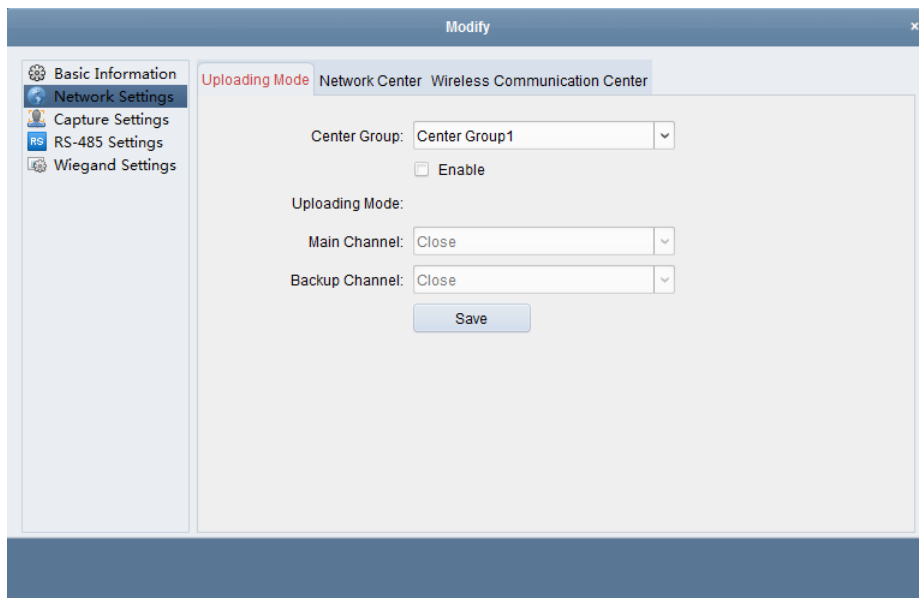 Modify
×
Basic Information
Network Settings
Capture Settings
RS RS-485 Settings
Wiegand Settings
Uploading Mode Network Center Wireless Communication Center
Center Group: Center Group1
Enable
Uploading Mode:
Main Channel: Close
Backup Channel: Close
Save